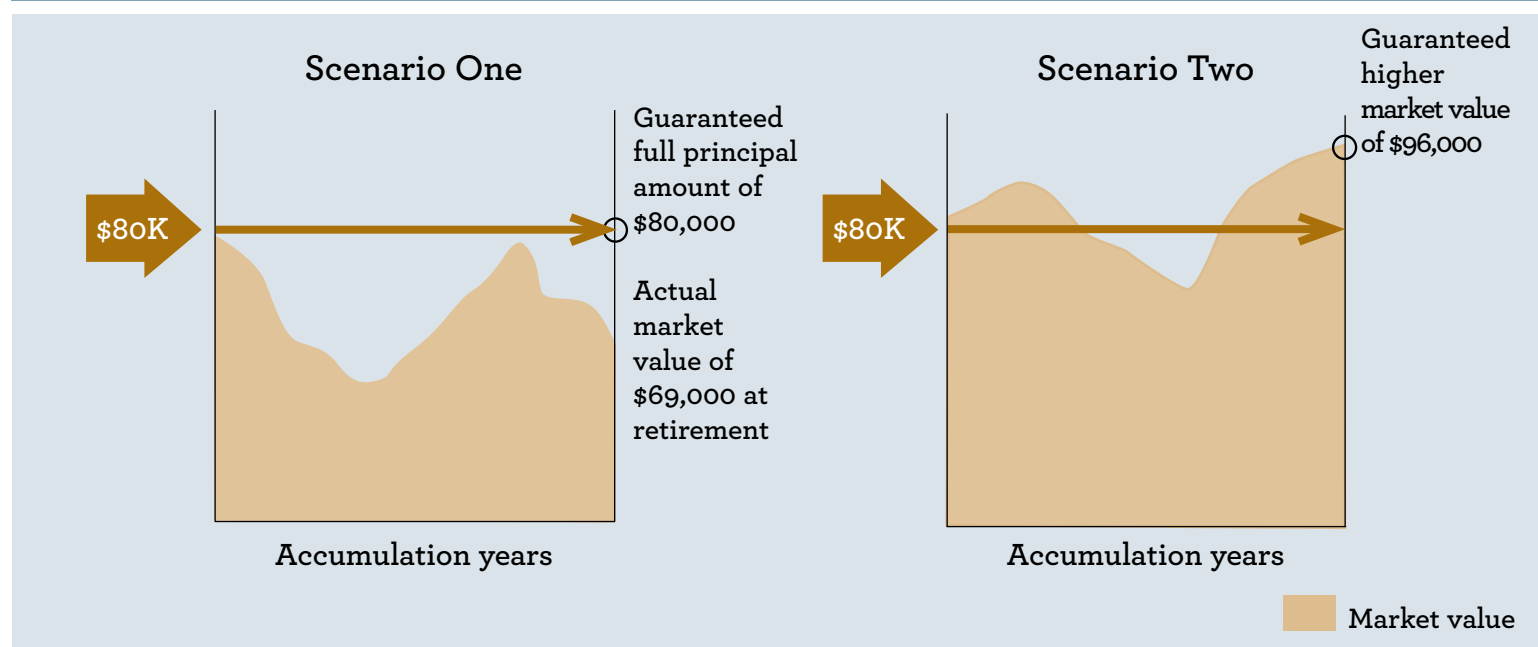 Scenario One
$80K
Guaranteed
full principal
amount of
$80,000
Actual
market
value of
$69,000 at
retirement
Accumulation years
Scenario Two
$80K
Guaranteed
higher
market value
of $96,000
Accumulation years
Market value